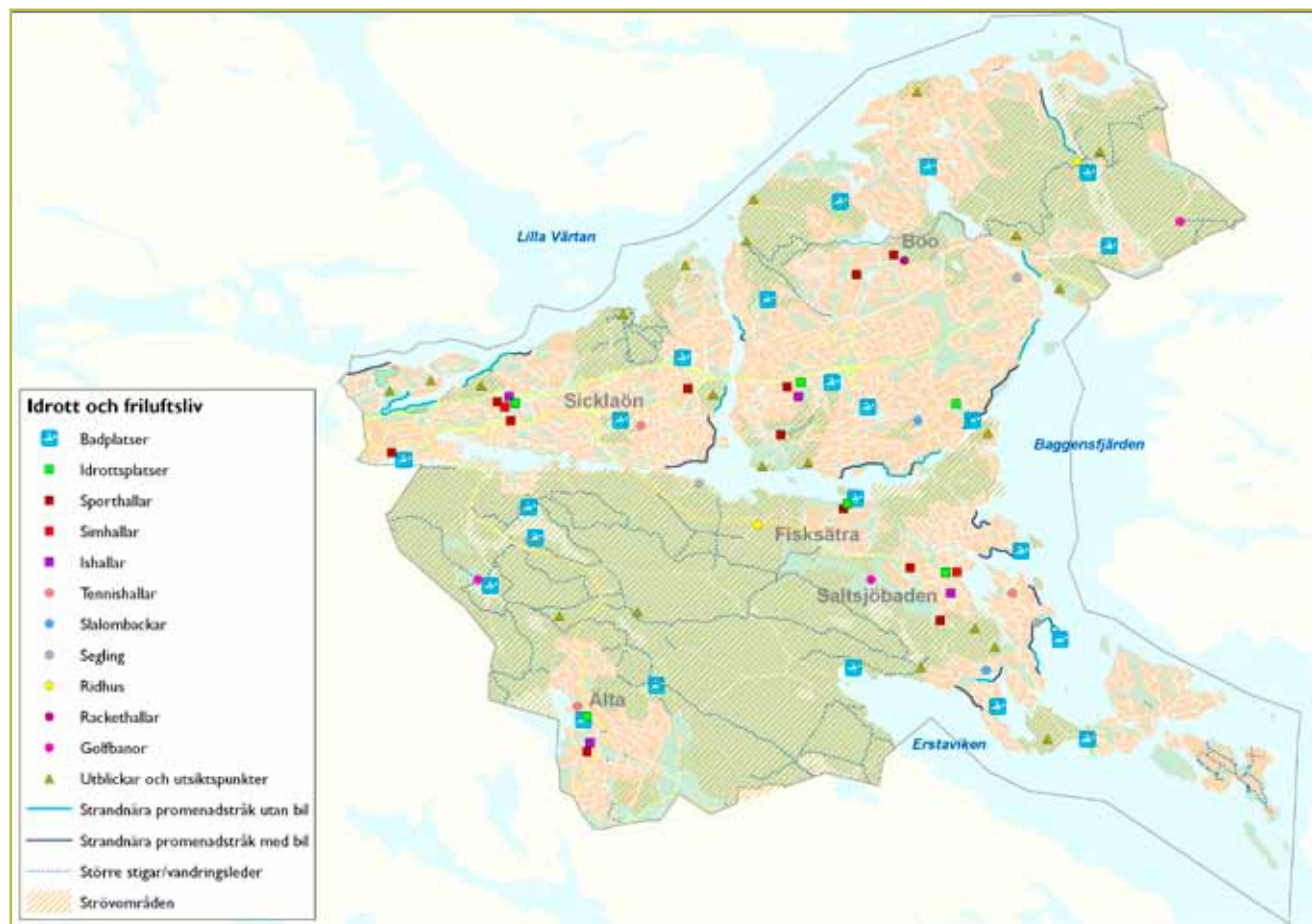 Lilla Värtan
Boo
Sicklaön
Baggensfjärden
Fisksätra
Saltsjöbaden
Älta
Erstaviken
Idrott och friluftsliv
Badplatser
Idrottsplatser
Sporthallar
Simhallar
Ishallar
Tennishallar
Slalombackar
Segling
Ridhus
Rackethallar
Golfbanor
Utblickar och utsiktspunkter
Strandnära promenadstråk utan bil
Strandnära promenadstråk med bil
Större stigar/vandringsleder
Strövområden